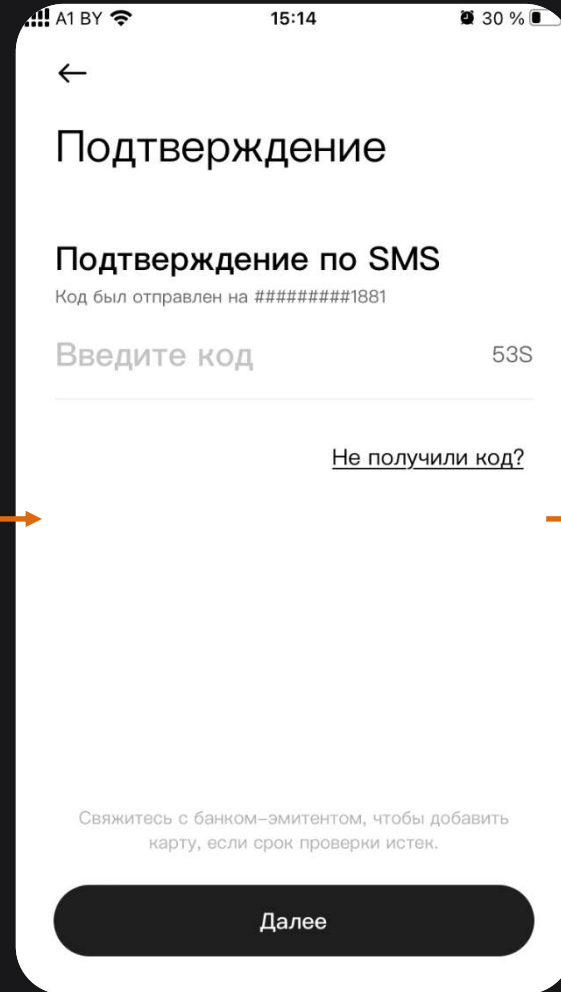 A1 BY 15:14 30 %
Подтверждение
Подтверждение по SMS
Код был отправлен на #########1881
Введите код 53S
Не получили код?
Свяжитесь с банком-эмитентом, чтобы добавить
карту, если срок проверки истек.
Далее